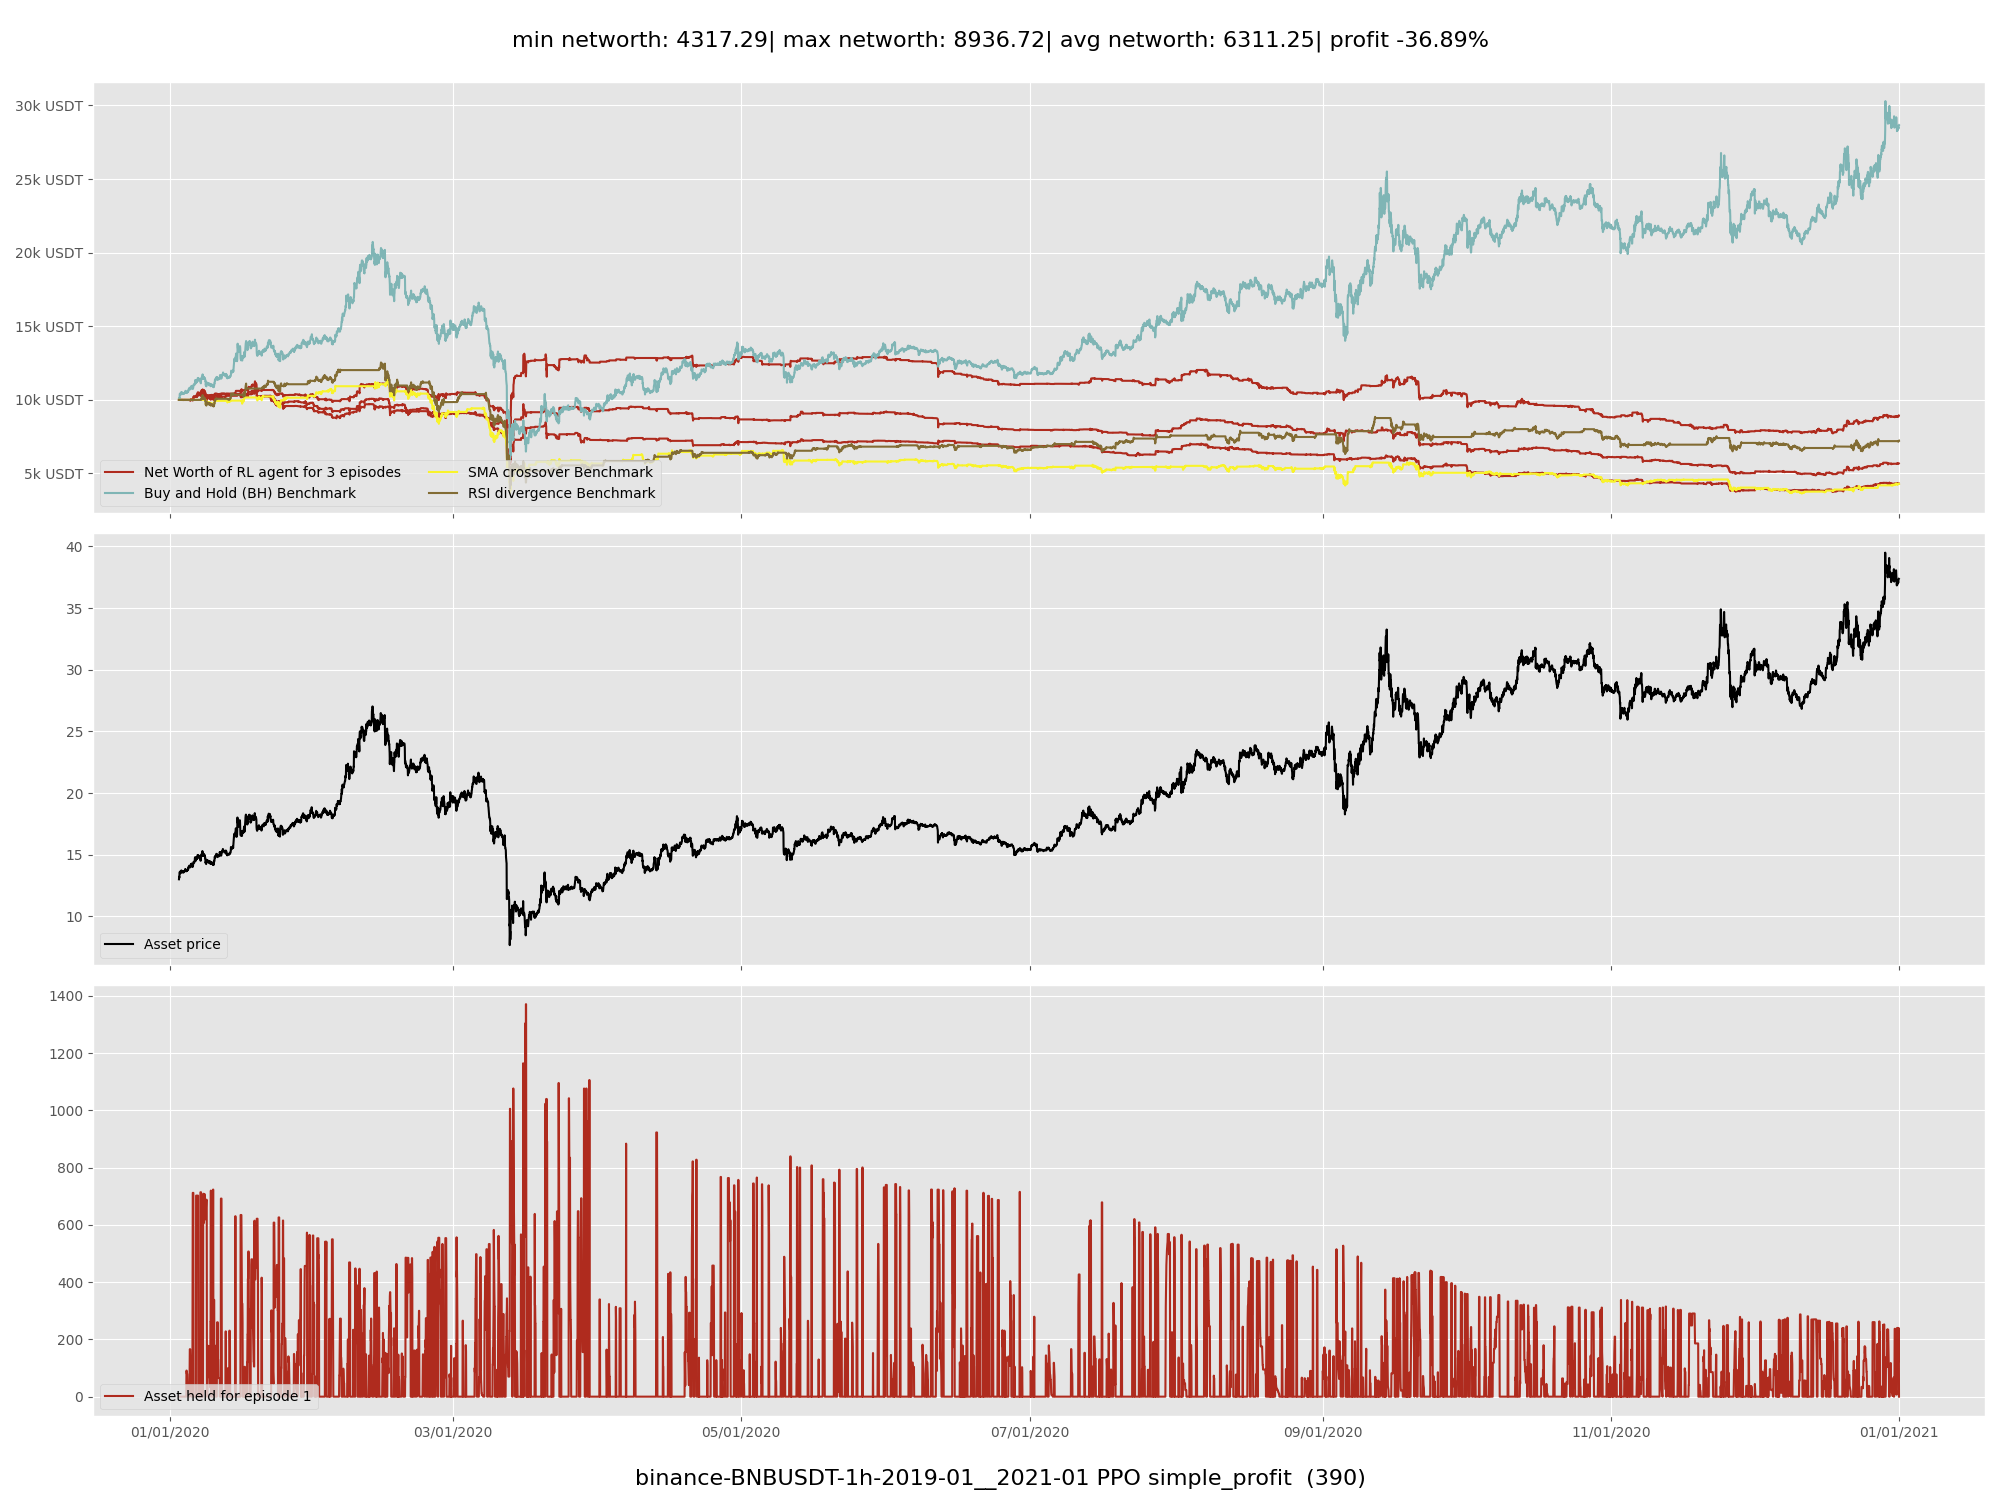 min networth: 4317.29| max networth: 8936.72| avg networth: 6311.25| profit -36.89%
30k USDT
25k USDT
20k USDT
15k USDT
10k USDT
5k USDT
Net Worth of RL agent for 3 episodes
Buy and Hold (BH) Benchmark
SMA crossover Benchmark
RSI divergence Benchmark
40
35
30
25
20
15
10
Asset price
1400
1200
1000
800
600
400
200
0
Asset held for episode 1
01/01/2020 03/01/2020 05/01/2020 07/01/2020 09/01/2020 11/01/2020 01/01/2021
binance-BNBUSDT-1h-2019-01__2021-01 PPO simple_profit (390)